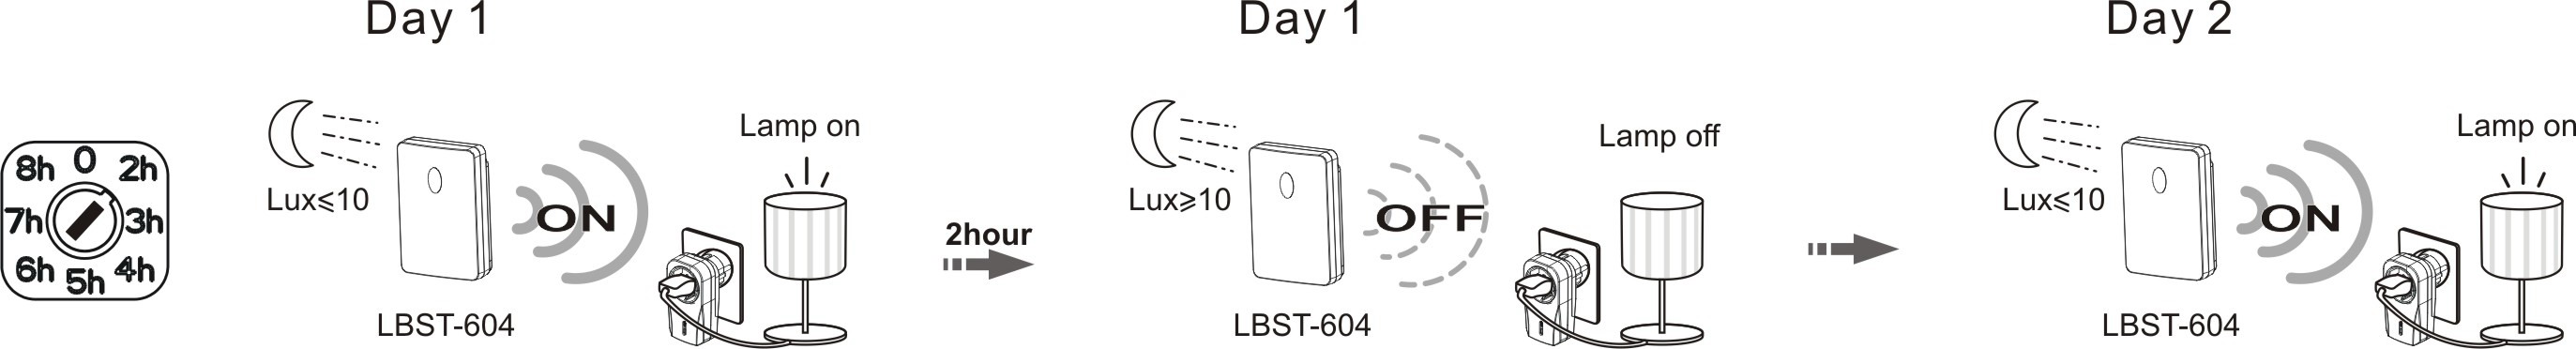 Day 1
Day 1
Day 2
Lamp on
Lamp off
Lamp on
8h 0 2h
7h 3h
6h 5h 4h
Lux⩽10
ON
2hour
Lux⩾10
OFF
Lux⩽10
ON
LBST-604
LBST-604
LBST-604